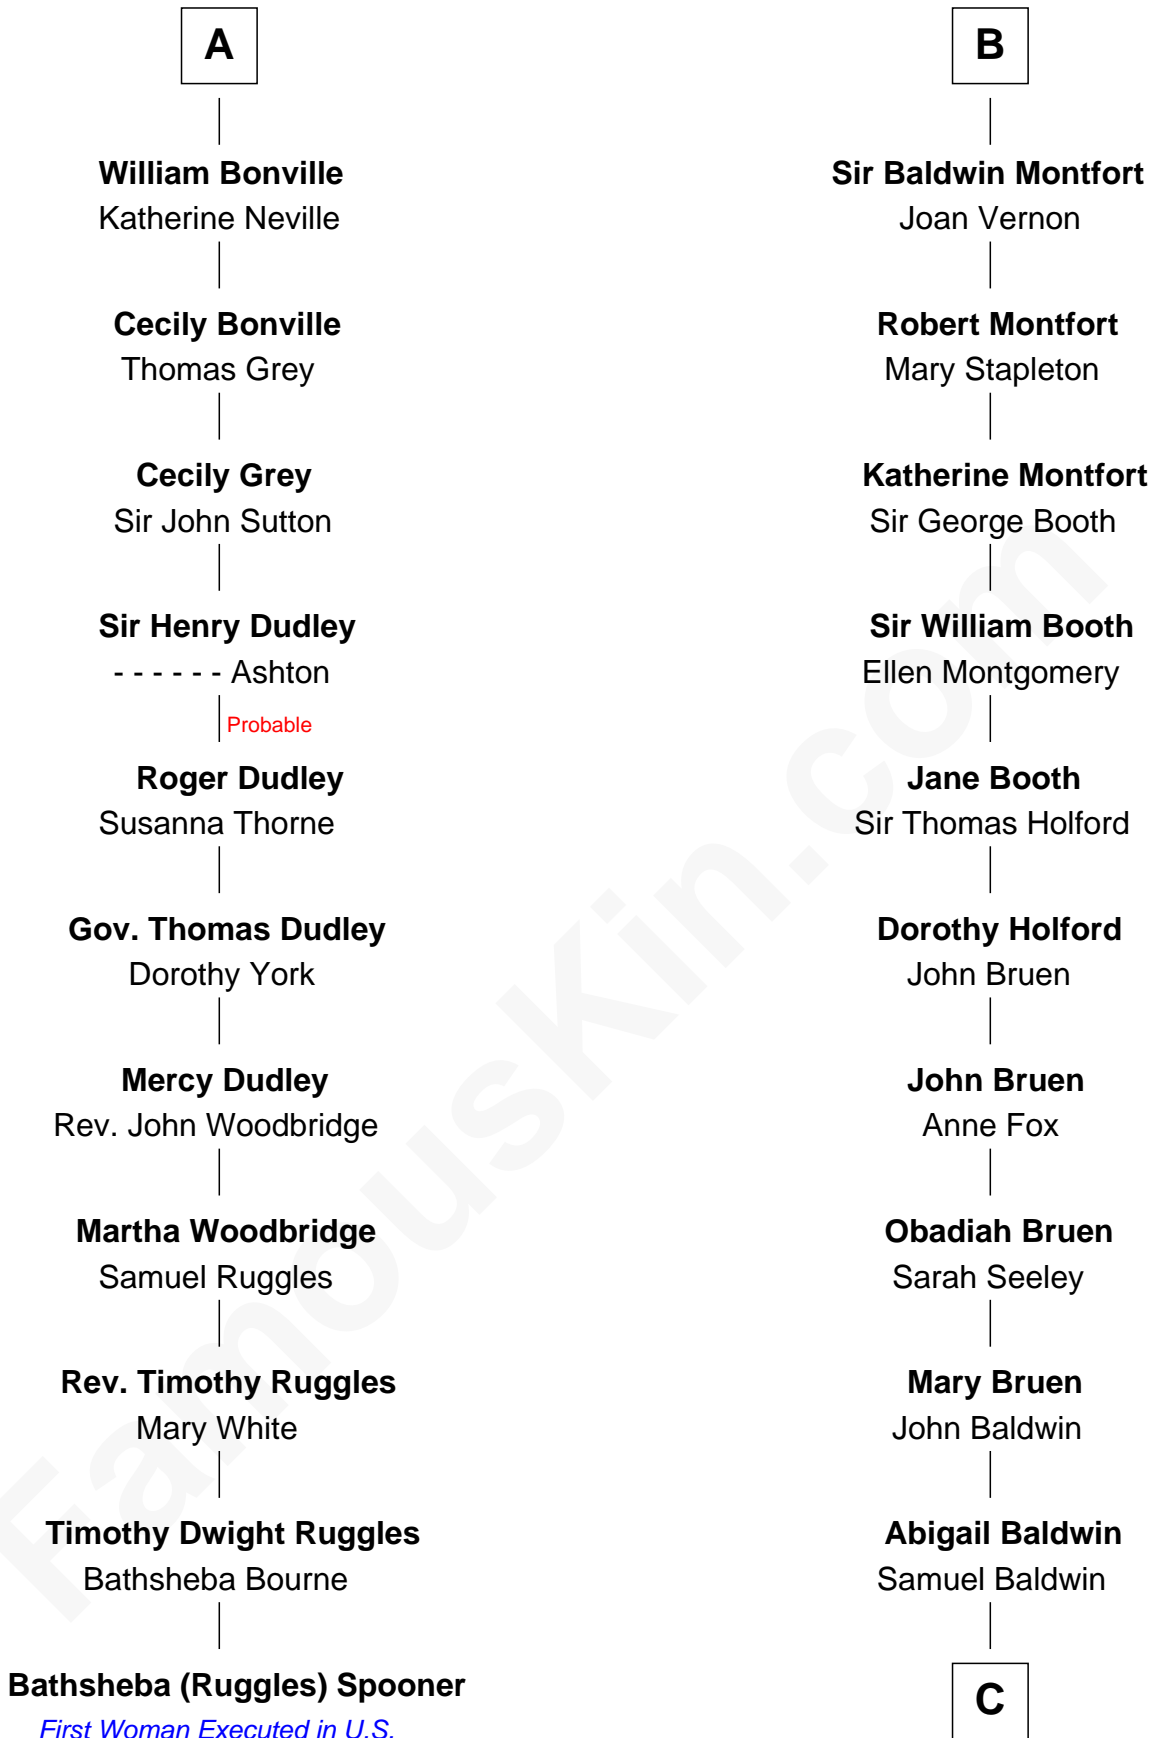 A
William Bonville
Katherine Neville
Cecily Bonville
Thomas Grey
Cecily Grey
Sir John Sutton
Sir Henry Dudley
- - - - - - Ashton
Probable
Roger Dudley
Susanna Thorne
Gov. Thomas Dudley
Dorothy York
Mercy Dudley
Rev. John Woodbridge
Martha Woodbridge
Samuel Ruggles
Rev. Timothy Ruggles
Mary White
Timothy Dwight Ruggles
Bathsheba Bourne
Bathsheba (Ruggles) Spooner
First Woman Executed in U.S.
B
Sir Baldwin Montfort
Joan Vernon
Robert Montfort
Mary Stapleton
Katherine Montfort
Sir George Booth
Sir William Booth
Ellen Montgomery
Jane Booth
Sir Thomas Holford
Dorothy Holford
John Bruen
John Bruen
Anne Fox
Obadiah Bruen
Sarah Seeley
Mary Bruen
John Baldwin
Abigail Baldwin
Samuel Baldwin
C
FamousKin.com